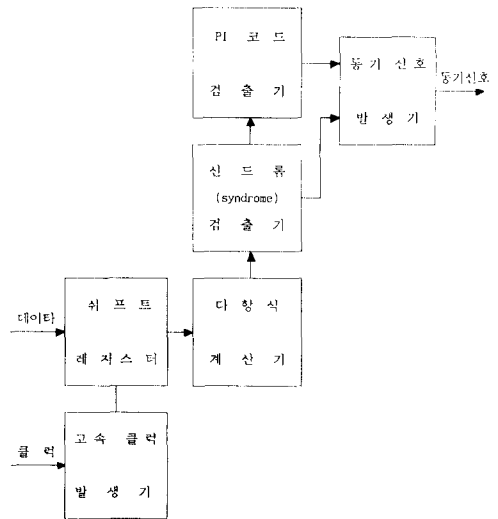 PI 코드
검출기
동기 신호
발생기
동기신호
신드롬
(syndrome)
검출기
데이타
쉬프트
레지스터
다항식
계산기
클럭
고속 클럭
발생기